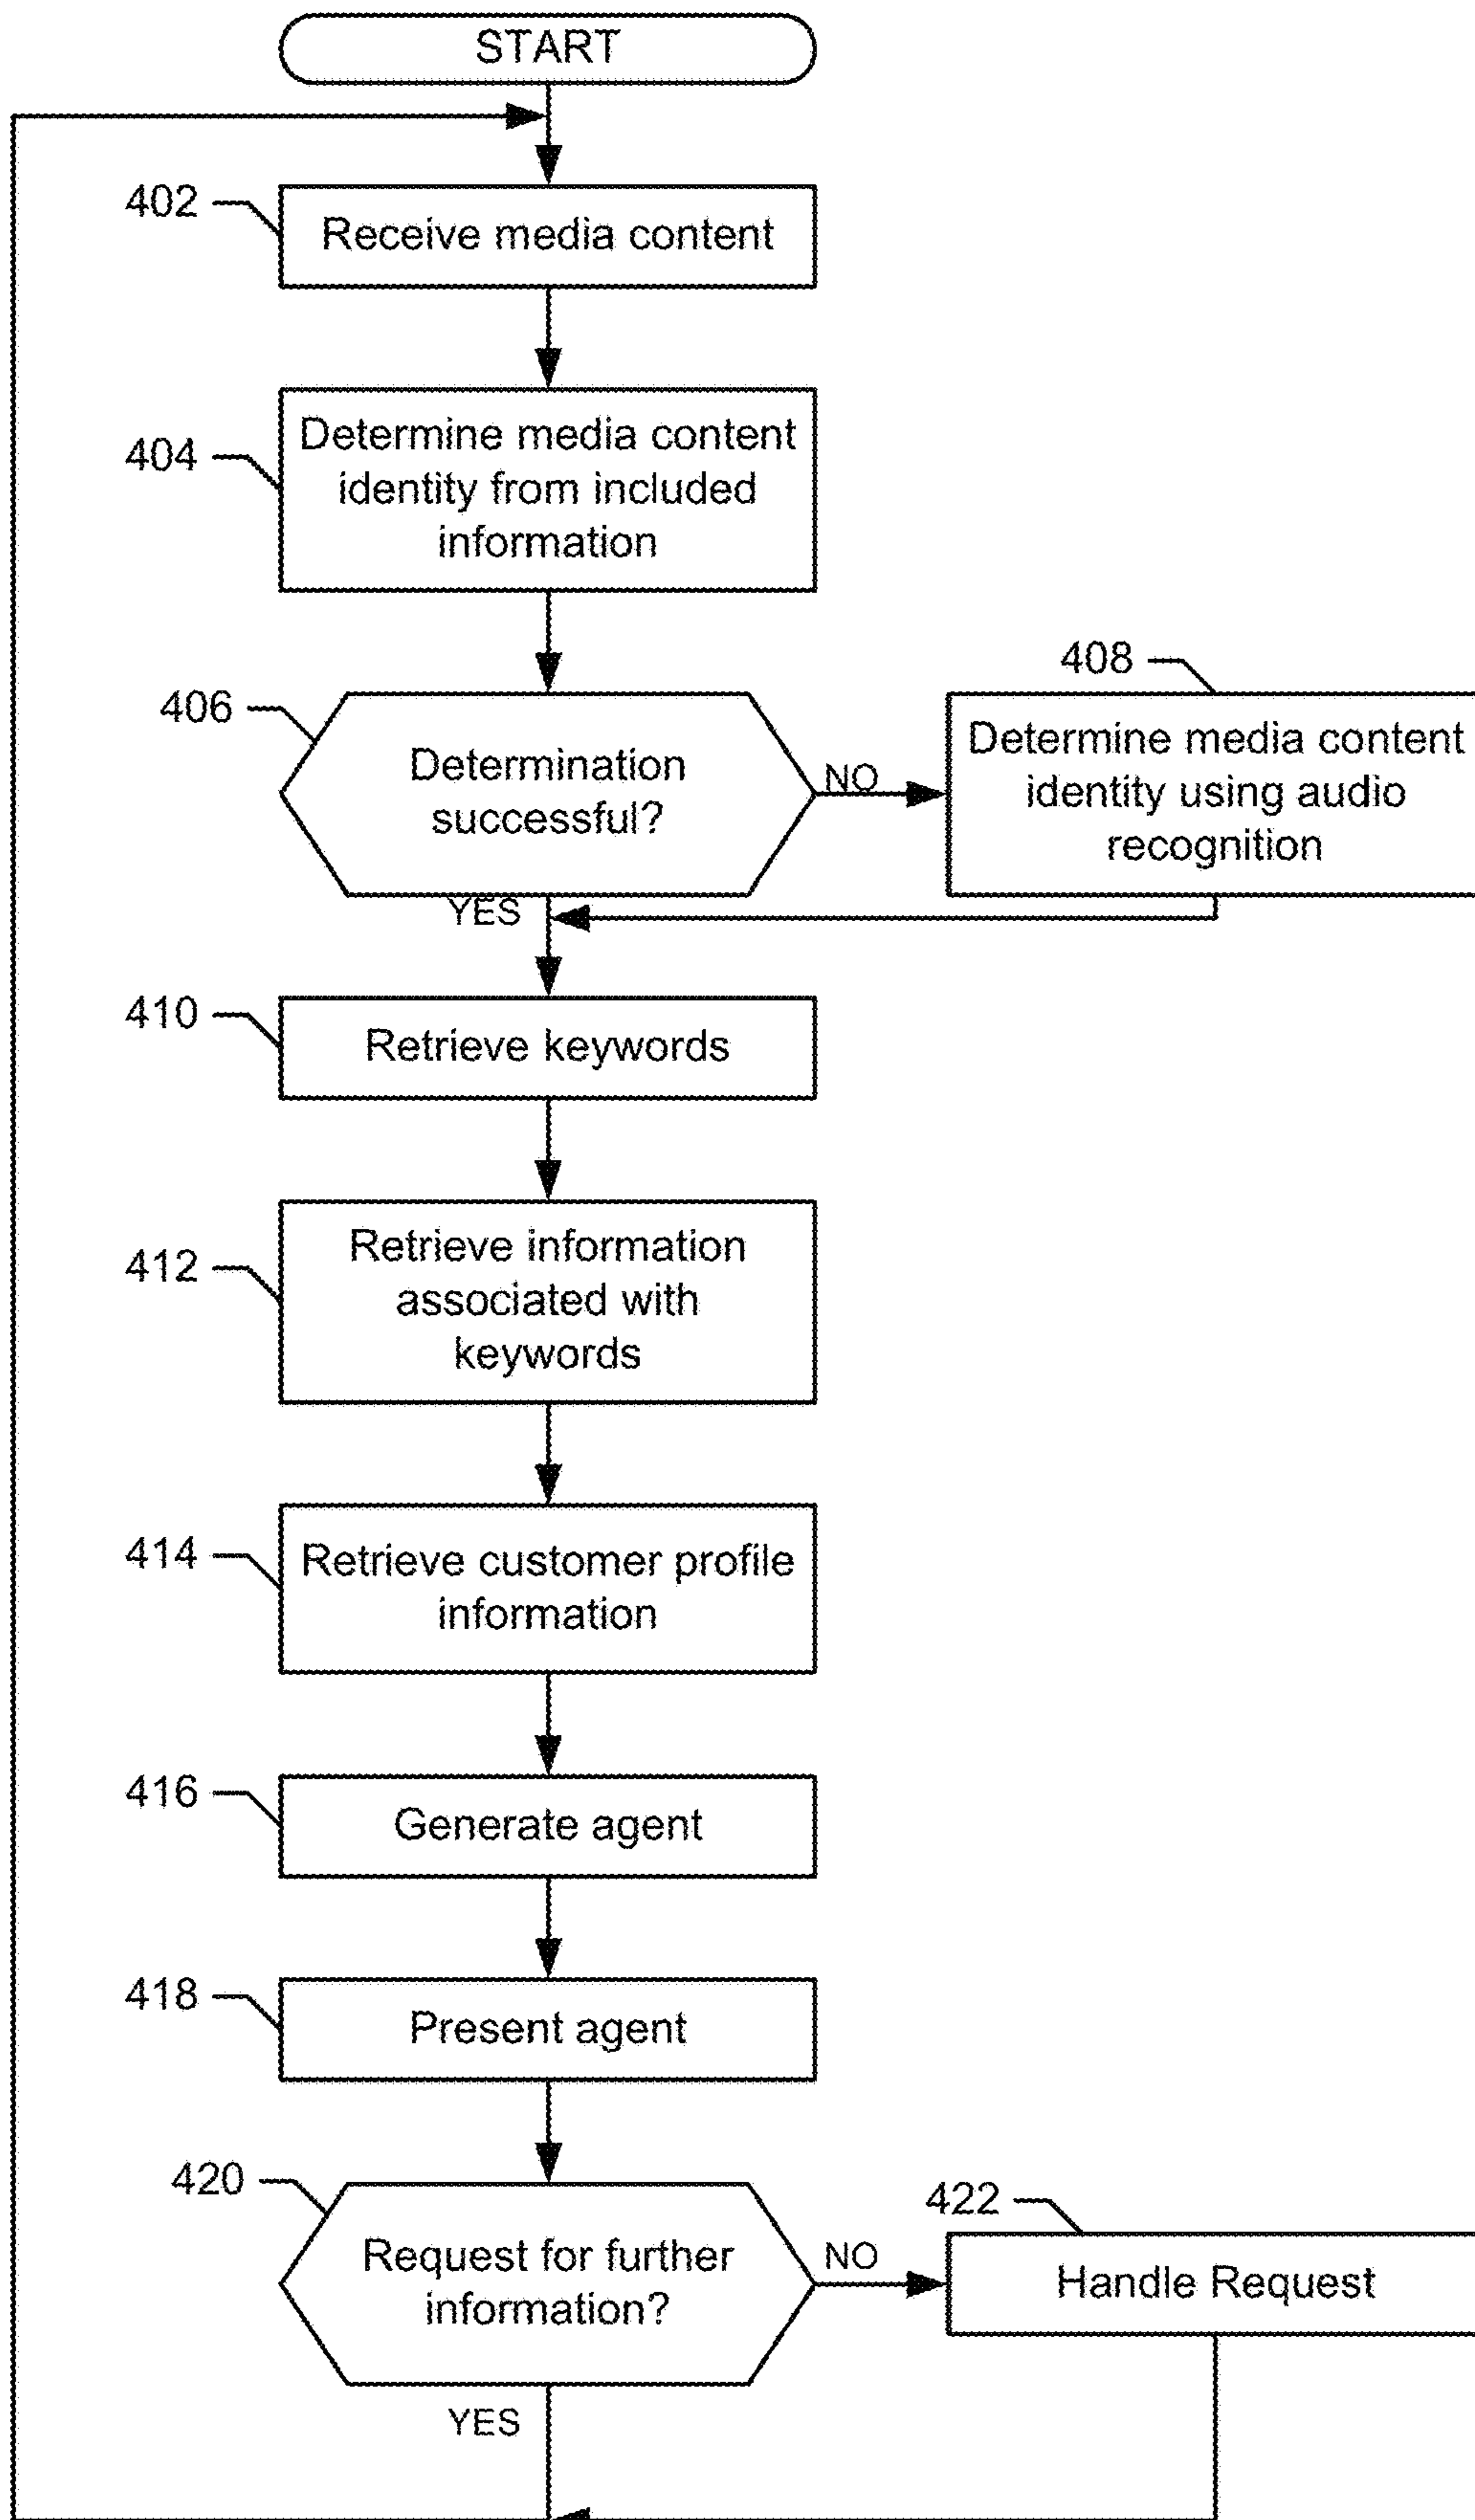 START
402
Receive media content
404
Determine media content
identity from included
information
406
Determination
successful?
NO
408
Determine media content
identity using audio
recognition
YES
410
Retrieve keywords
412
Retrieve information
associated with
keywords
414
Retrieve customer profile
information
416
Generate agent
418
Present agent
420
Request for further
information?
NO
422
Handle Request
YES